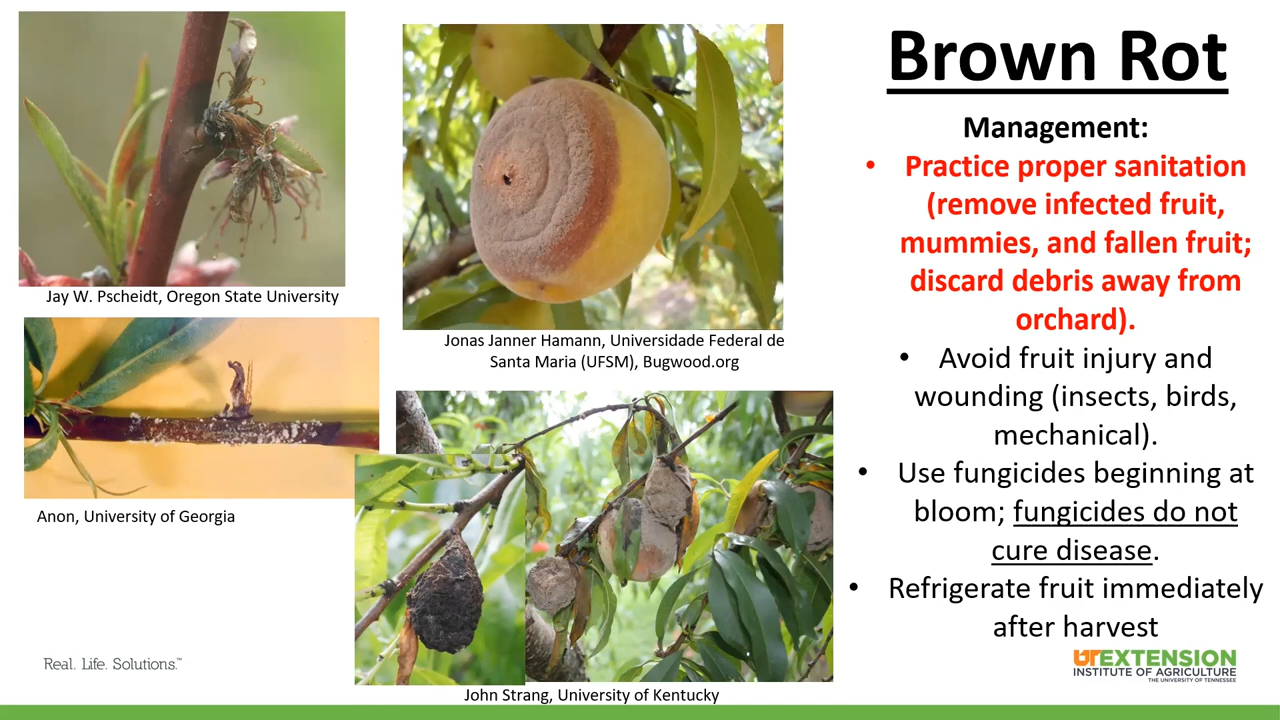 Brown Rot
Management:
• Practice proper sanitation
(remove infected fruit,
mummies, and fallen fruit;
discard debris away from
orchard).
• Avoid fruit injury and
wounding (insects, birds,
mechanical).
• Use fungicides beginning at
bloom; fungicides do not
cure disease.
• Refrigerate fruit immediately
after harvest
Jay W. Pscheidt, Oregon State University
Jonas Janner Hamann, Universidade Federal de
Santa Maria (UFSM), Bugwood.org
Anon, University of Georgia
John Strang, University of Kentucky
Real. Life. Solutions.™
UTEXTENSION
INSTITUTE OF AGRICULTURE
THE UNIVERSITY OF TENNESSEE